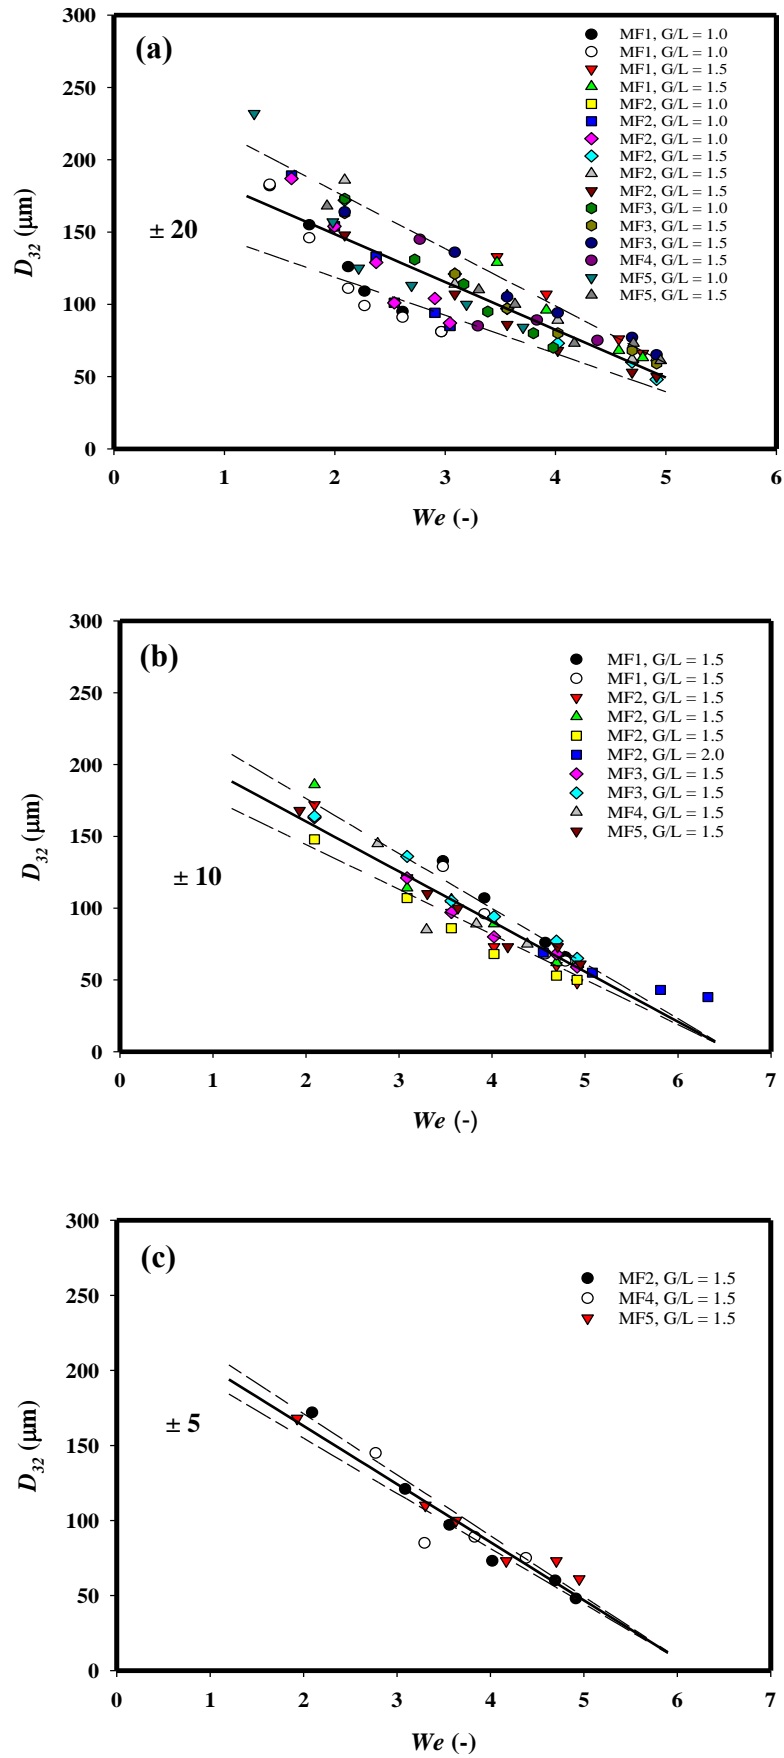 300
(a)
MF1, G/L = 1.0
MF1, G/L = 1.0
MF1, G/L = 1.5
MF1, G/L = 1.5
MF2, G/L = 1.0
MF2, G/L = 1.0
MF2, G/L = 1.0
MF2, G/L = 1.5
MF2, G/L = 1.5
MF2, G/L = 1.5
MF3, G/L = 1.0
MF3, G/L = 1.5
MF3, G/L = 1.5
MF4, G/L = 1.5
MF5, G/L = 1.0
MF5, G/L = 1.5
250
200
± 20
150
100
50
0
D32 (μm)
0 1 2 3 4 5 6
We (-)
300
(b)
MF1, G/L = 1.5
MF1, G/L = 1.5
MF2, G/L = 1.5
MF2, G/L = 1.5
MF2, G/L = 1.5
MF2, G/L = 2.0
MF3, G/L = 1.5
MF3, G/L = 1.5
MF4, G/L = 1.5
MF5, G/L = 1.5
250
200
150
± 10
100
50
0
D32 (μm)
0 1 2 3 4 5 6 7
We (-)
300
(c)
MF2, G/L = 1.5
MF4, G/L = 1.5
MF5, G/L = 1.5
250
200
± 5
150
100
50
0
D32 (μm)
0 1 2 3 4 5 6 7
We (-)